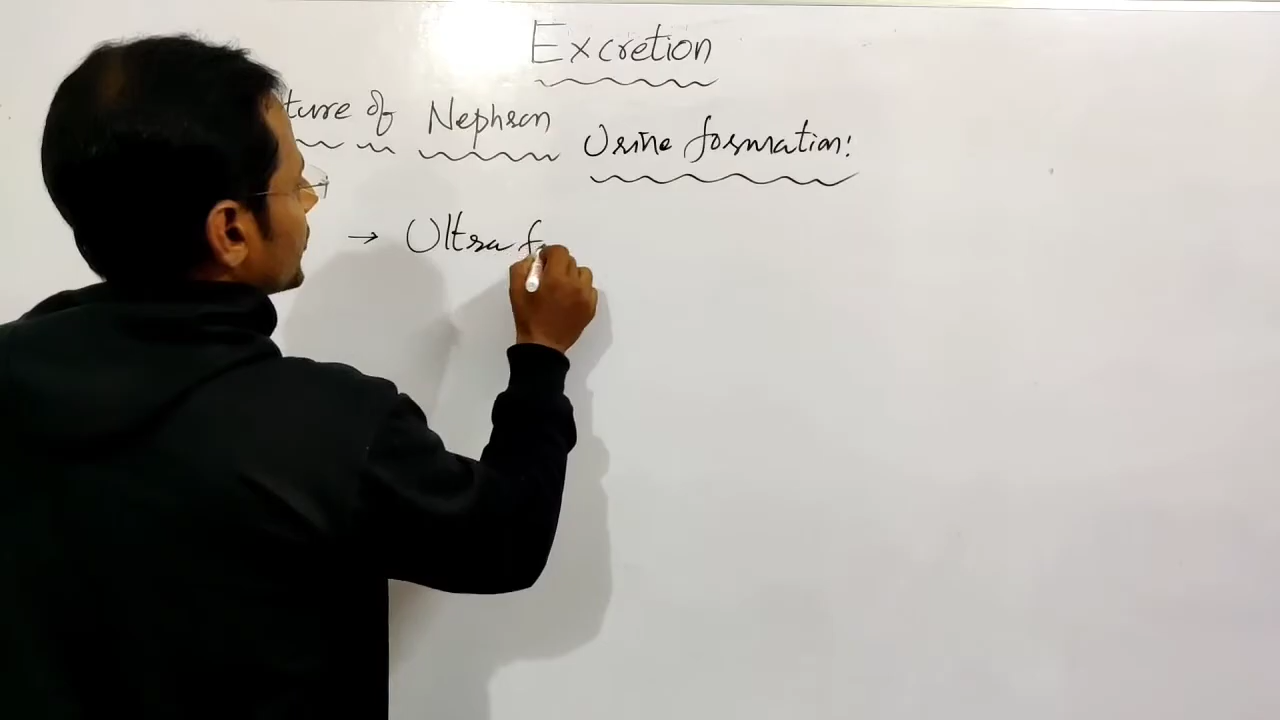 Excretion
ture of Nephron
Urine formation:
→ Ultra f